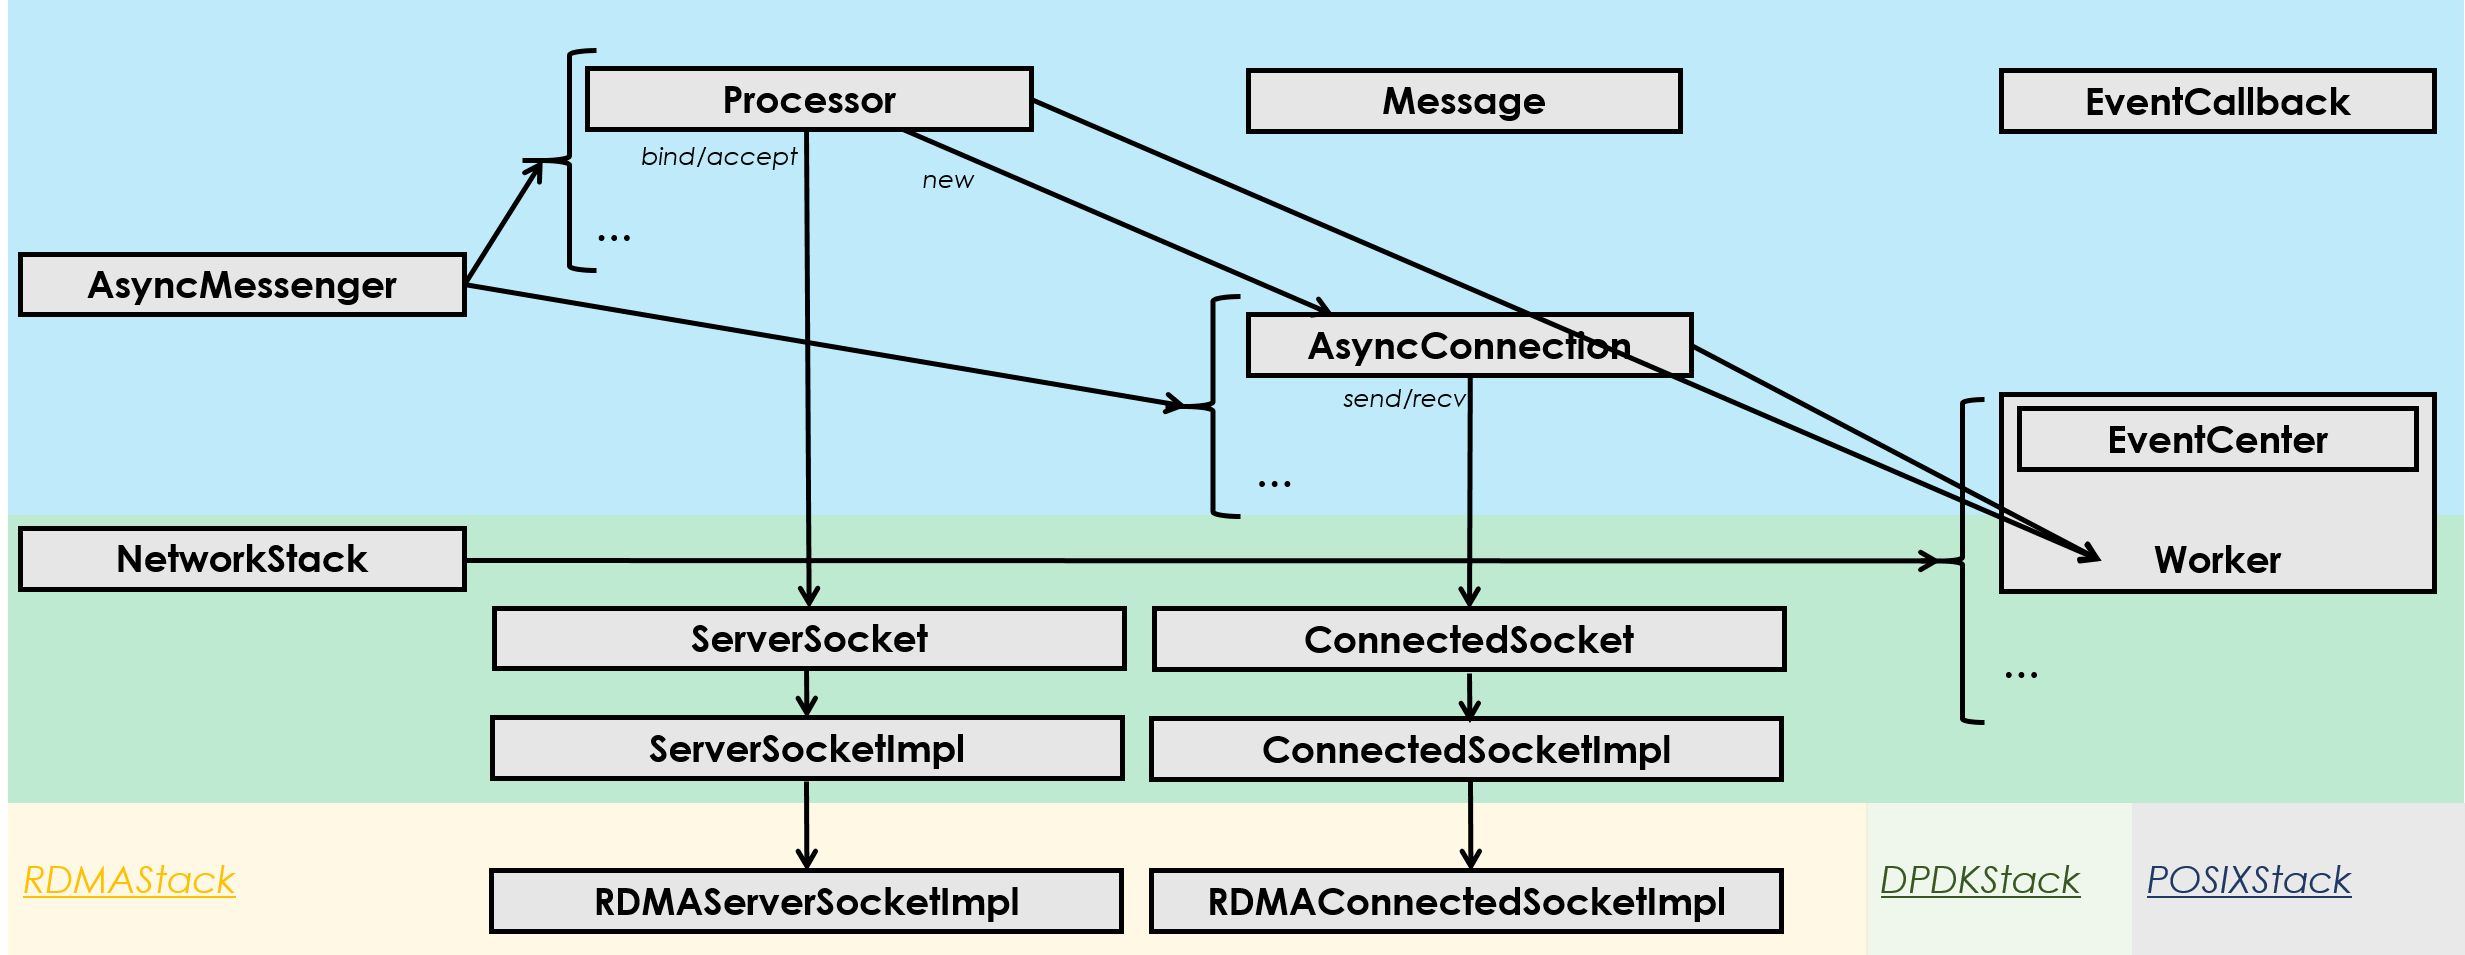 Processor
Message
EventCallback
bind/accept
new
...
AsyncMessenger
AsyncConnection
send/recv
EventCenter
...
NetworkStack
Worker
ServerSocket
ConnectedSocket
...
ServerSocketImpl
ConnectedSocketImpl
RDMAStack
RDMAServerSocketImpl
RDMAConnectedSocketImpl
DPDKStack
POSIXStack